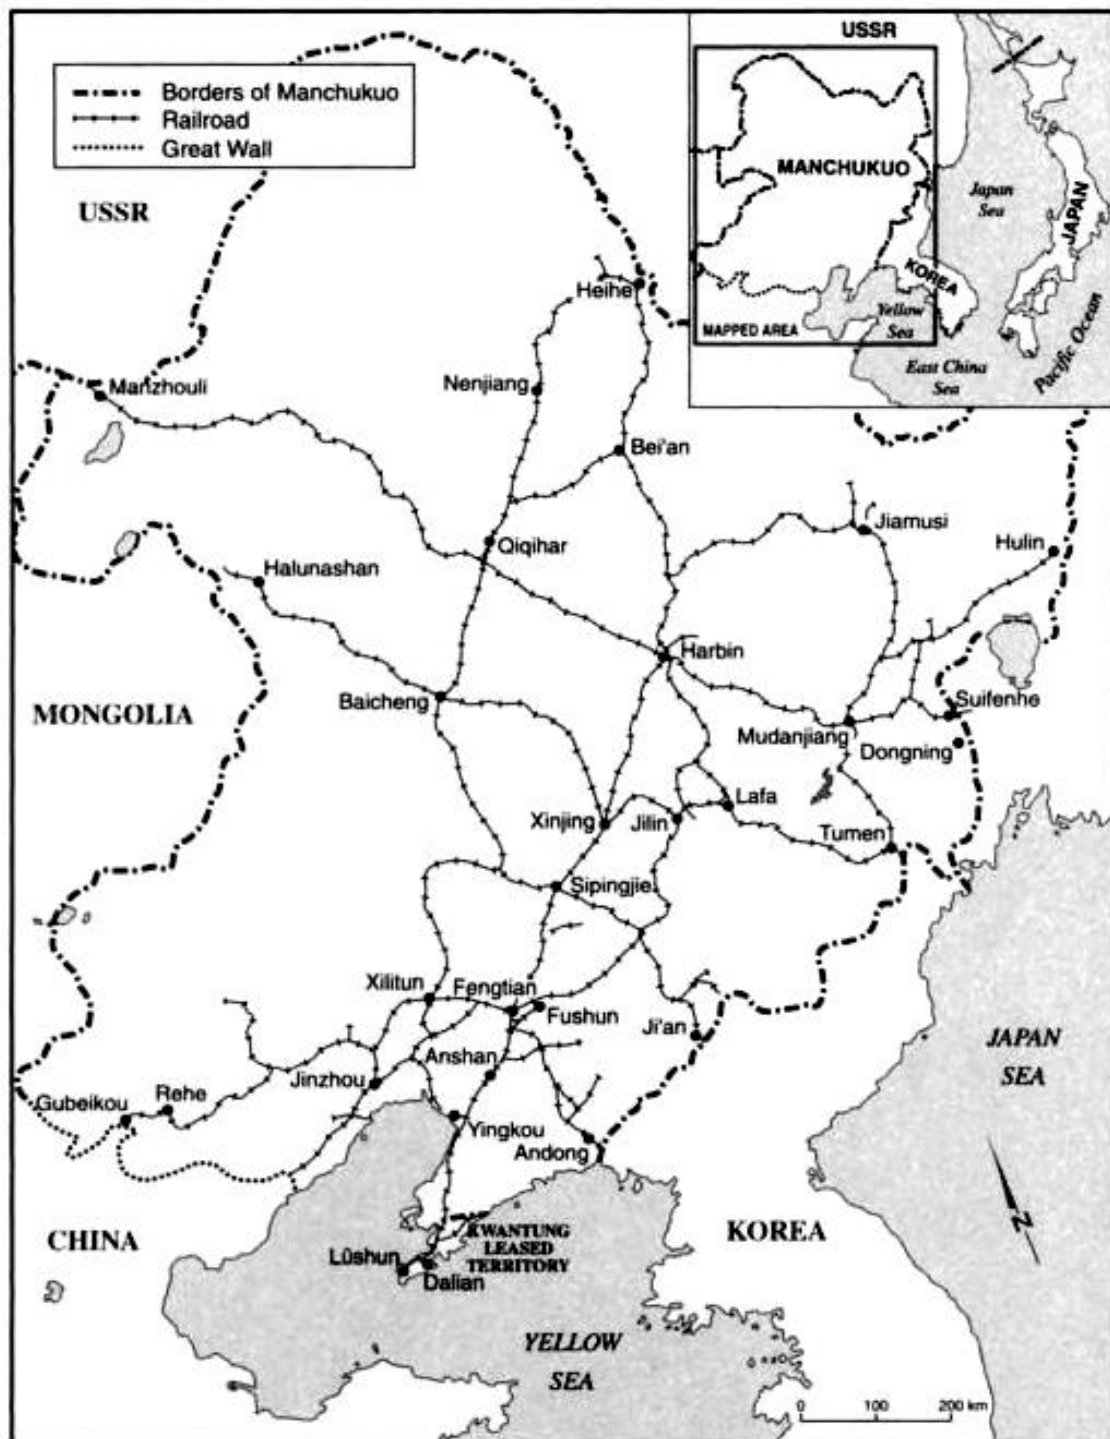 Borders of Manchukuo
Railroad
Great Wall
USSR
USSR
MANCHUKUO
Japan
Sea
JAPAN
KOREA
Yellow
Sea
MAPPED AREA
East China
Sea
Pacific Ocean
Heihe
Manzhouli
Nenjiang
Bei'an
Jiamusi
Hulin
Qiqihar
Halunashan
Harbin
Baicheng
MONGOLIA
Suifenhe
Mudanjiang
Dongning
Lafa
Xinjing
Jilin
Tumen
Sipingjie
Xilitun
Fengtian
Fushun
Ji'an
Anshan
JAPAN
SEA
Jinzhou
Rehe
Gubeikou
Yingkou
Andong
CHINA
KWANTUNG
LEASED
TERRITORY
KOREA
N
Lüshun
Dalian
YELLOW
SEA
0 100 200 km